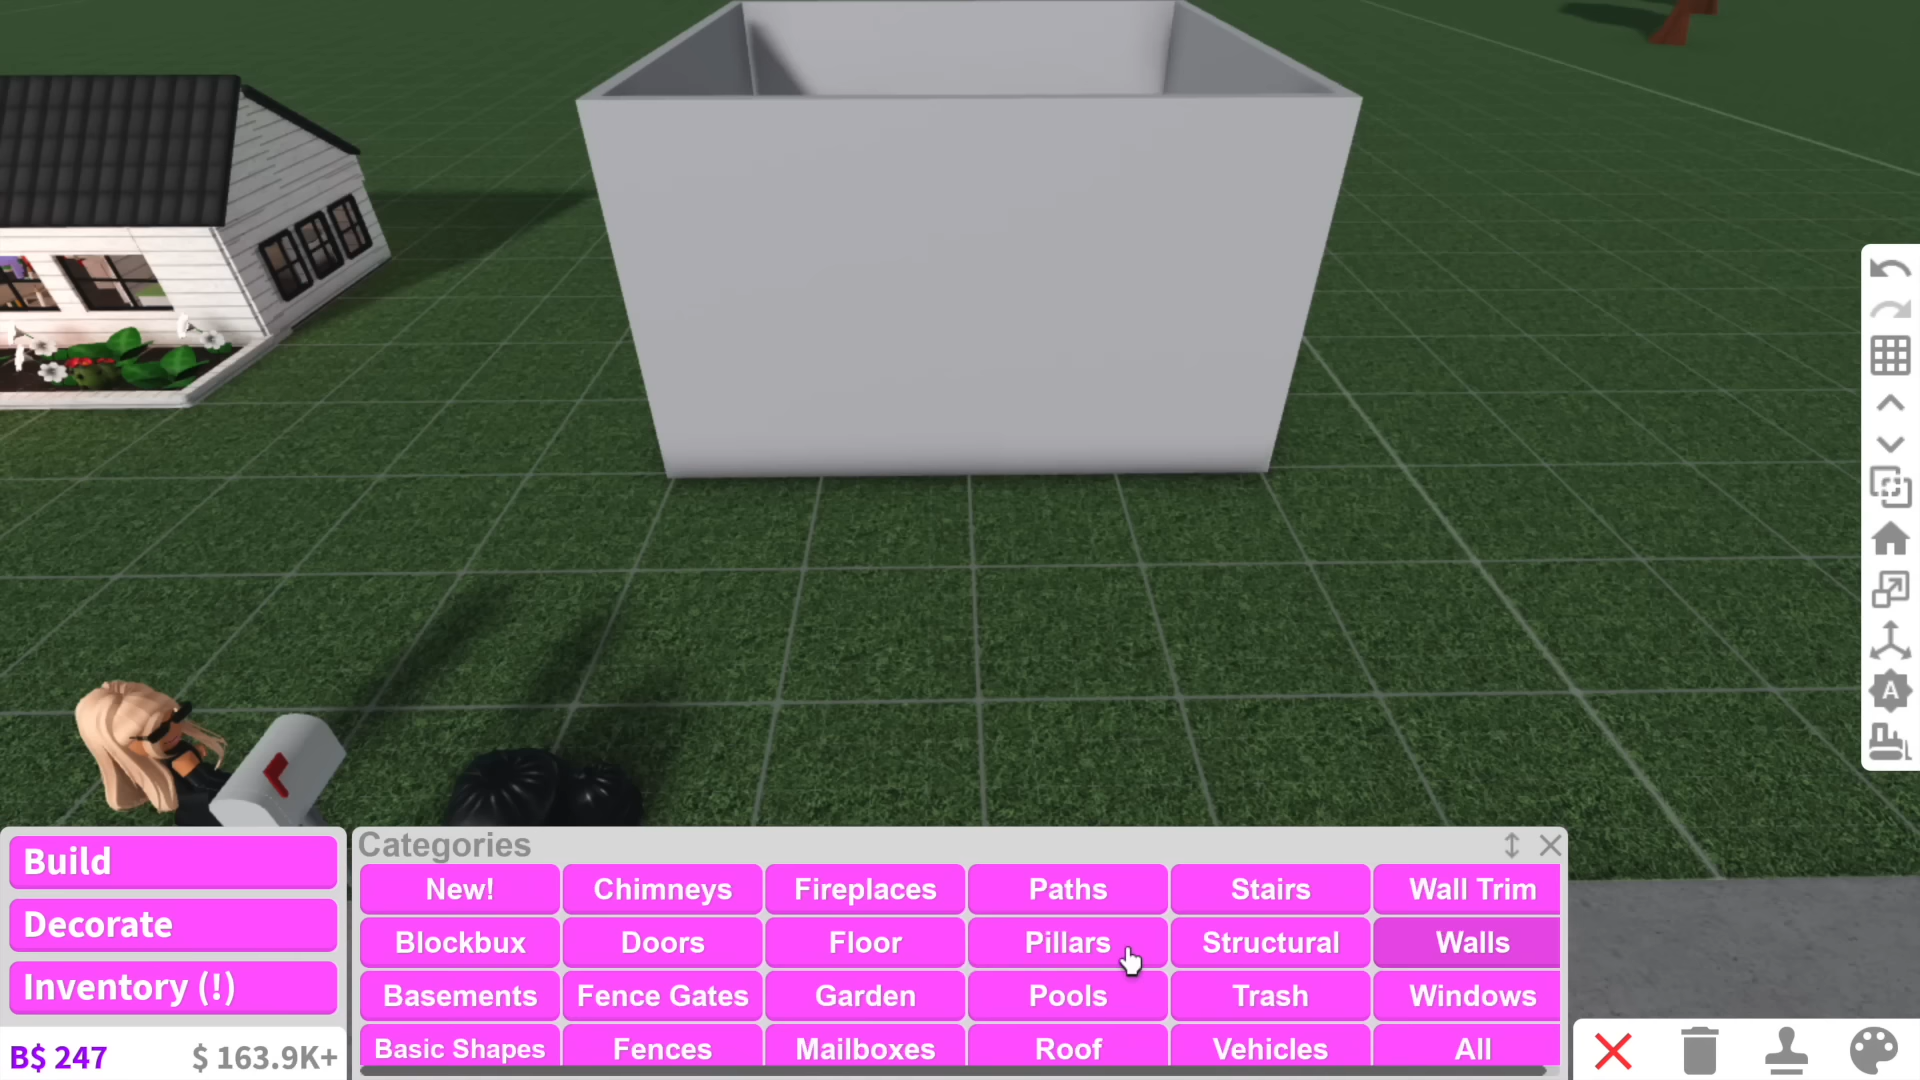 Build
Decorate
Inventory (!)
B$ 247 $ 163.9K+
Categories
New! Chimneys Fireplaces Paths Stairs Wall Trim
Blockbux Doors Floor Pillars Structural Walls
Basements Fence Gates Garden Pools Trash Windows
Basic Shapes Fences Mailboxes Roof Vehicles All
A